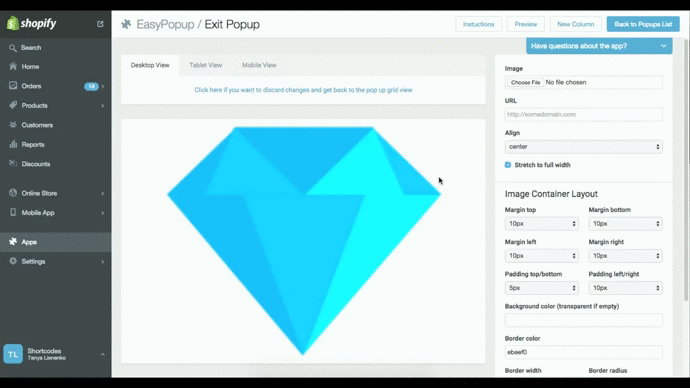 shopify
EasyPopup / Exit Popup
Instuctions
Preview
New Column
Back to Popups List
Search
Home
Orders
18
Products
Customers
Reports
Discounts
Online Store
Mobile App
Apps
Settings
TL
Shortcodes
Tanya Lisnenko
Desktop View
Tablet View
Mobile View
Click here if you want to discard changes and get back to the pop up grid view
Have questions about the app?
Image
Choose File No file chosen
URL
http://somedomain.com
Align
center
Stretch to full width
Image Container Layout
Margin top
Margin bottom
10px
10px
Margin left
Margin right
10px
10px
Padding top/bottom
Padding left/right
5px
10px
Background color (transparent if empty)
Border color
ebeef0
Border width
Border radius